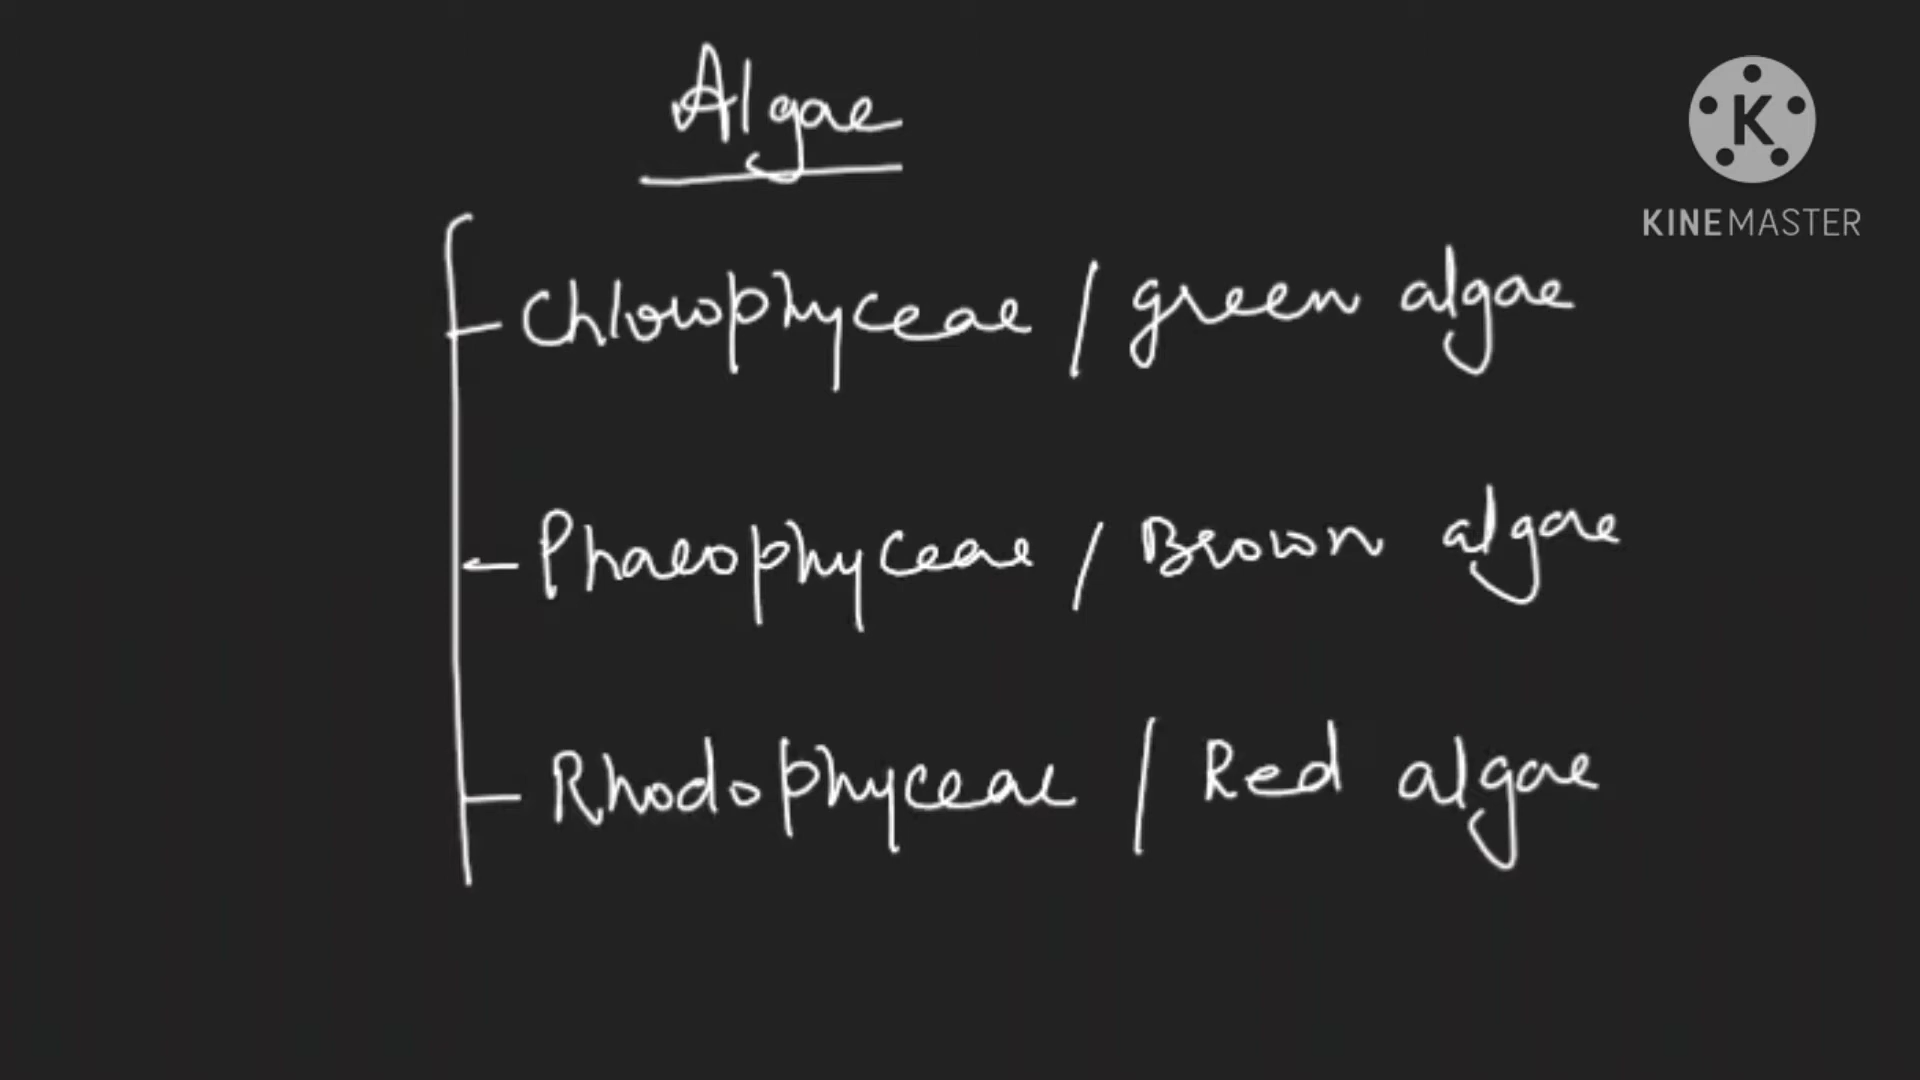 Algae
K
KINEMASTER
Chlorophyceae / green algae
Phaeophyceae / Brown algae
Rhodophyceae / Red algae